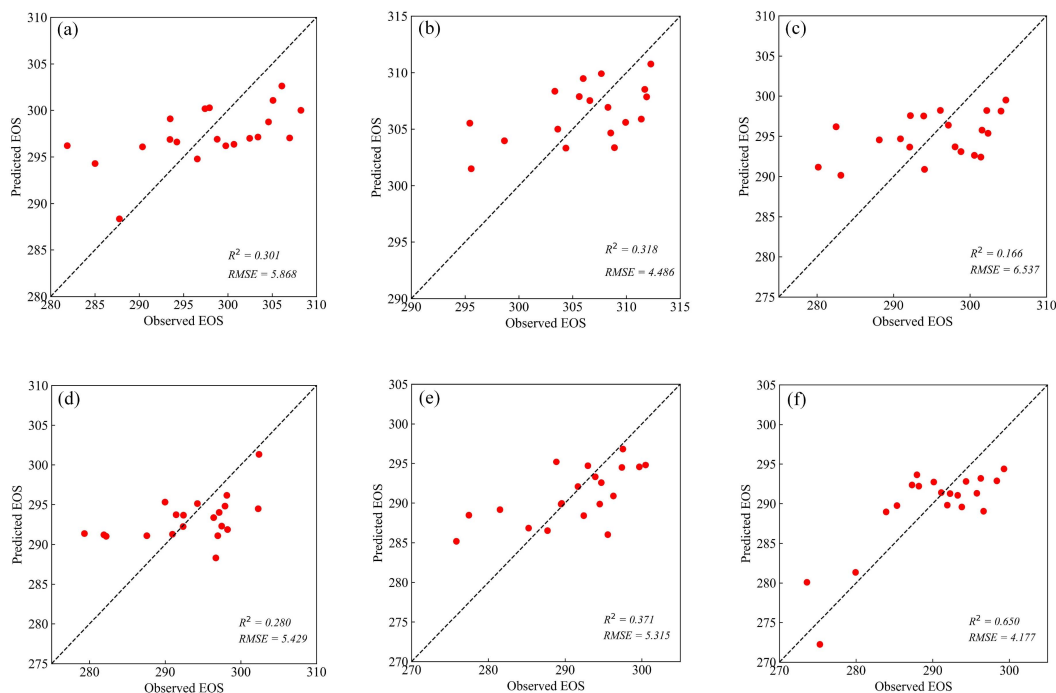 (a)
310
305
300
295
290
285
280
Predicted EOS
280 285 290 295 300 305 310
Observed EOS
R² = 0.301
RMSE = 5.868
(b)
315
310
305
300
295
290
Predicted EOS
290 295 300 305 310 315
Observed EOS
R² = 0.318
RMSE = 4.486
(c)
310
305
300
295
290
285
280
275
Predicted EOS
280 290 300 310
Observed EOS
R² = 0.166
RMSE = 6.537
(d)
310
305
300
295
290
285
280
275
Predicted EOS
280 290 300 310
Observed EOS
R² = 0.280
RMSE = 5.429
(e)
305
300
295
290
285
280
275
270
Predicted EOS
270 280 290 300
Observed EOS
R² = 0.371
RMSE = 5.315
(f)
305
300
295
290
285
280
275
270
Predicted EOS
270 280 290 300
Observed EOS
R² = 0.650
RMSE = 4.177